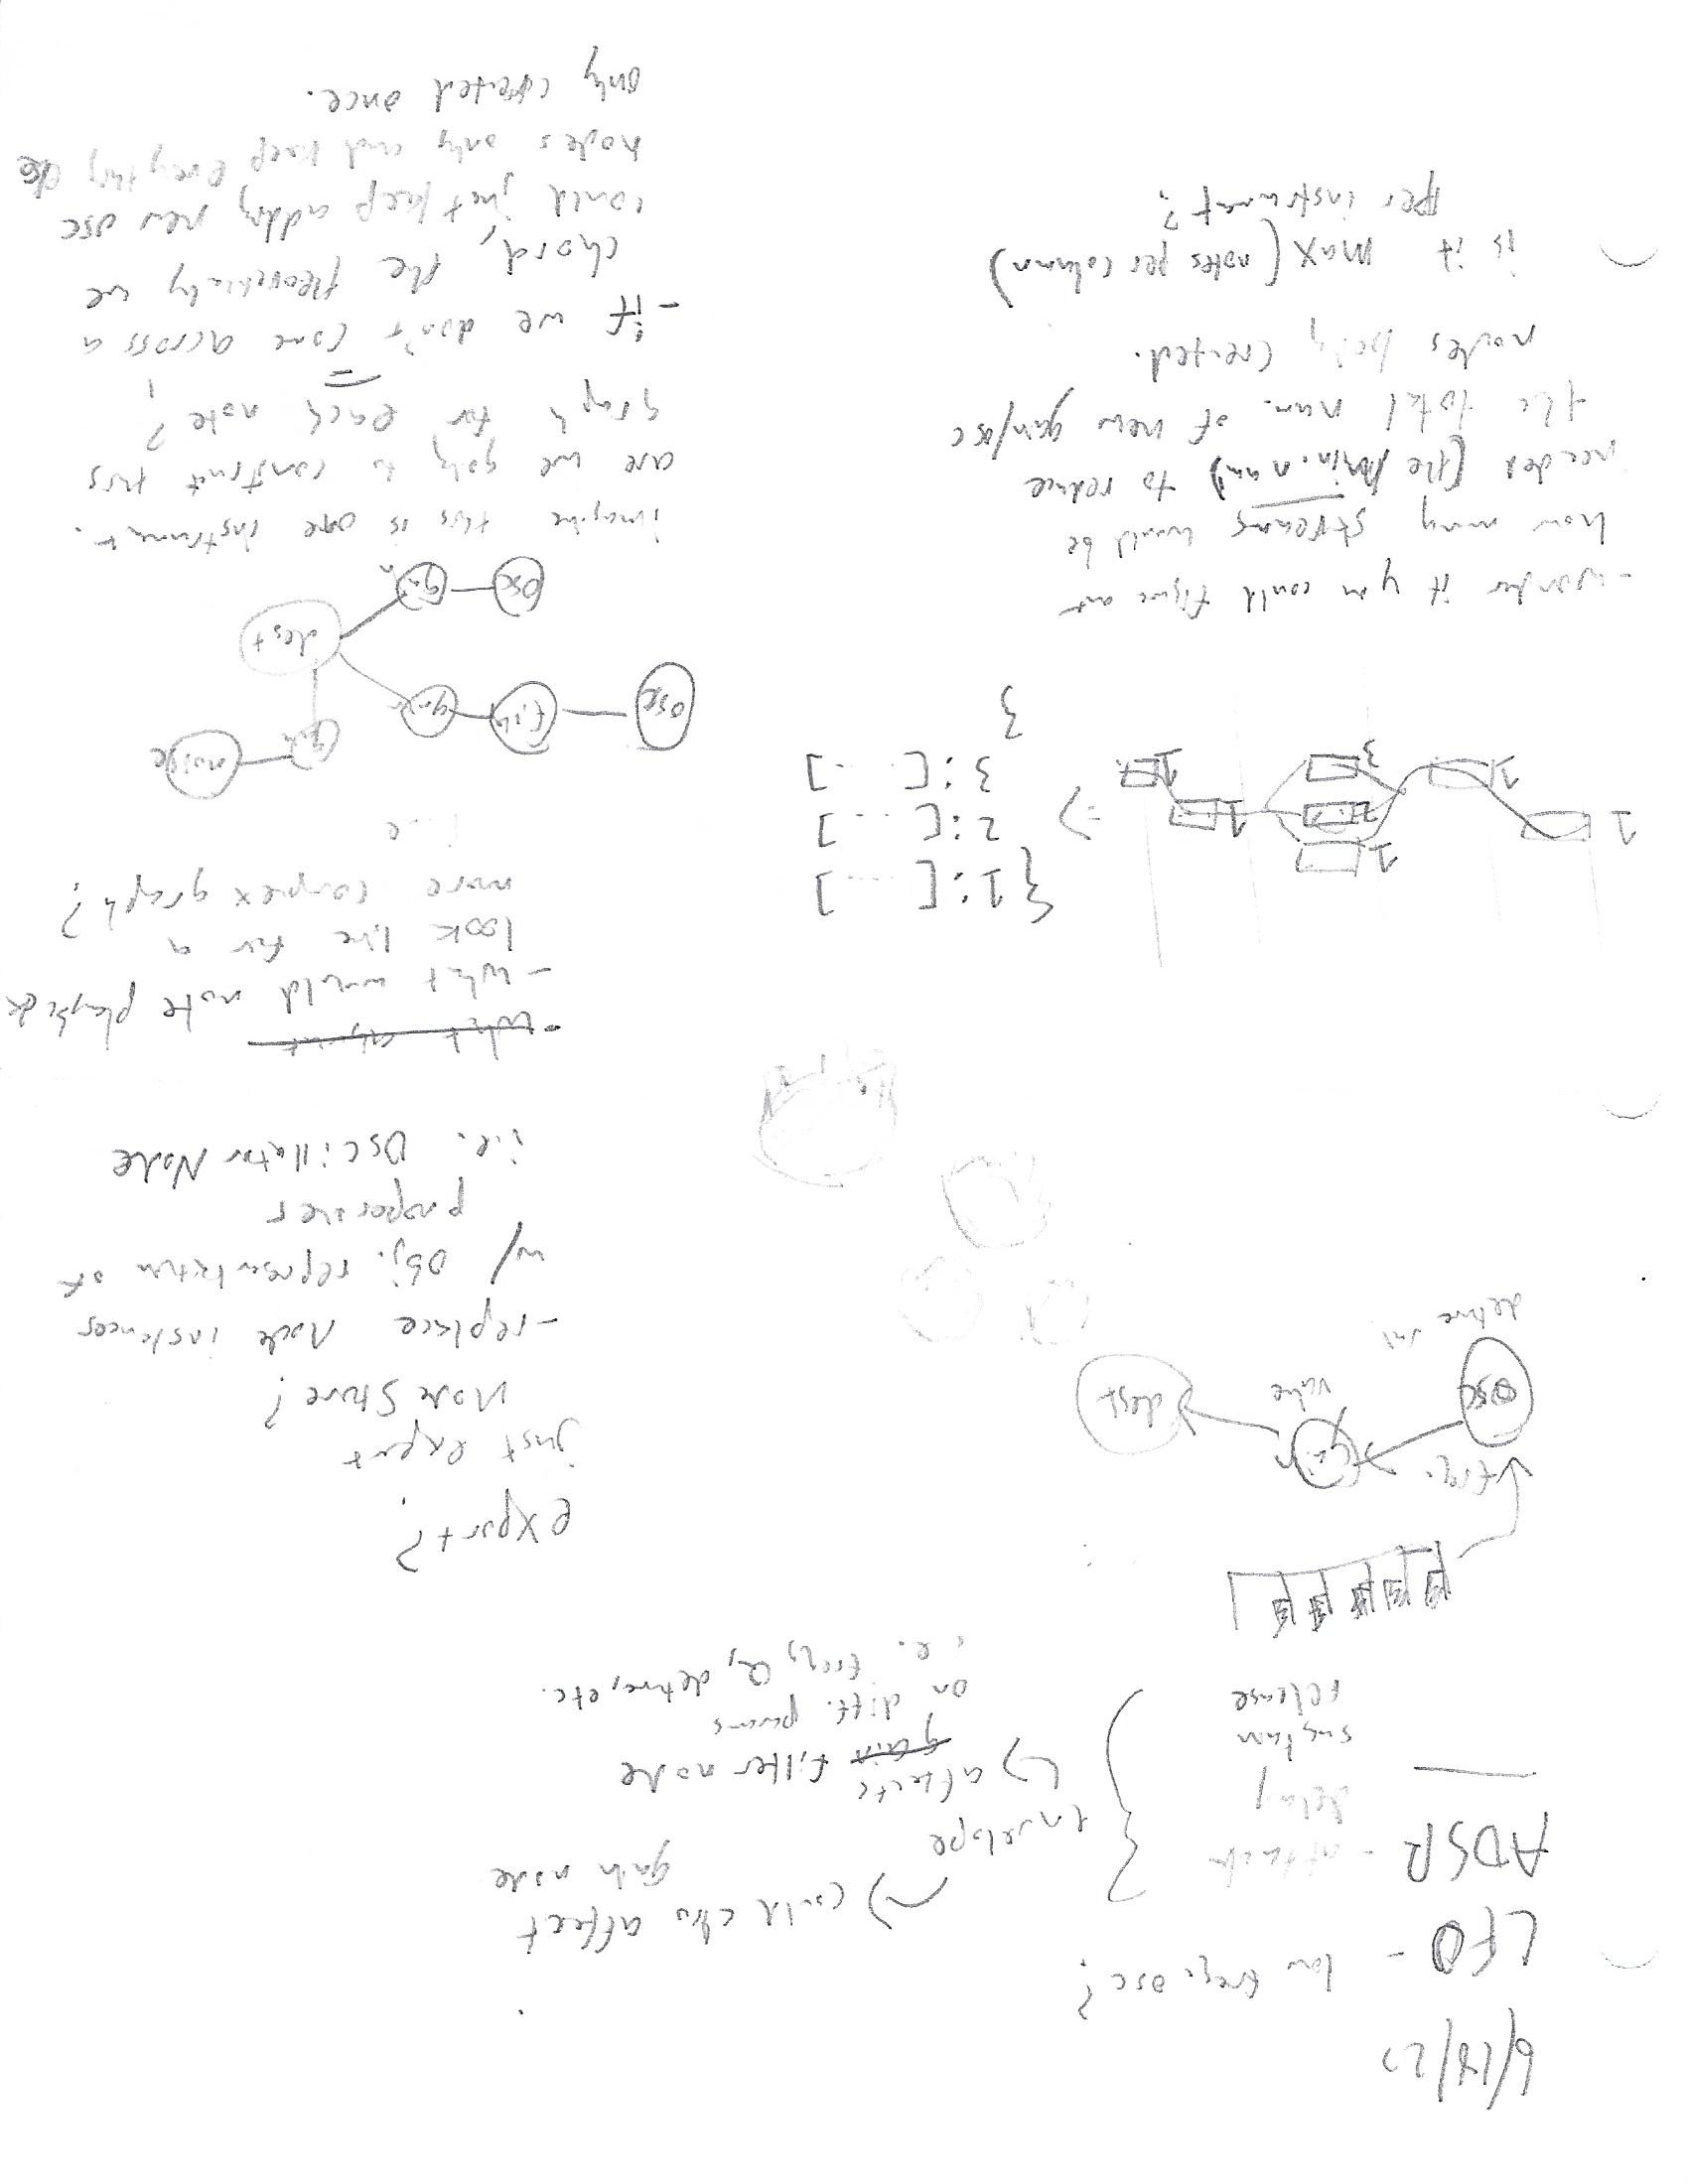 6/18/20
LFO - low freq. osc?
ADSR - attack
delay
sustain
release
envelope
could also affect
gain node
affects
gain filter node
on diff. params
i.e. freq, Q, detune, etc.
freq.
osc
gain
value
dest
detune val.
export?
just export
Node Store?
- replace Node instances
w/ obj. representation of
properties
i.e. OscillatorNode
- what about
- what would note playback
look like for a
more complex graph?
i.e
1
1
1
2
3
1
1
=>
{ 1: [ .... ]
2: [ .... ]
3: [ .... ]
}
osc
filt
gain
gain
noise
dest
osc
gain
- wonder if you could figure out
how many streams would be
needed (the min. num) to reduce
the total num. of new gain/osc
nodes being created.
is it max(notes per column)
per instrument?
imagine this is one instrument.
are we going to construct this
graph for each note?
- if we don't come across a
chord, the theoretically we
could just keep adding new osc
nodes only and keep everything else
only created once.